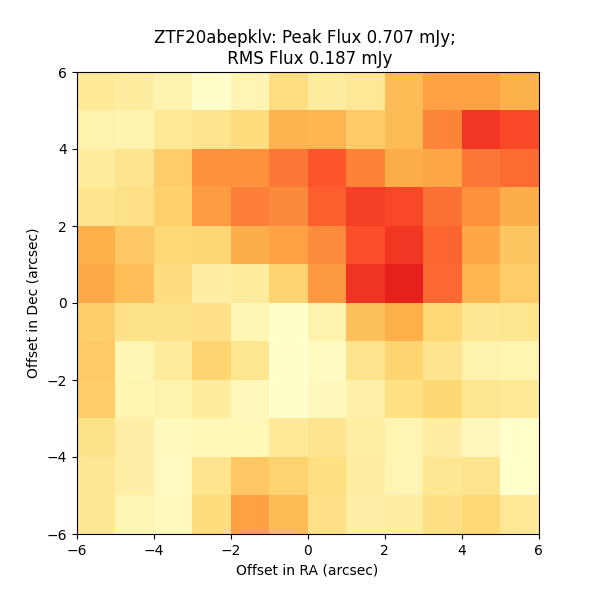 ZTF20abepklv: Peak Flux 0.707 mJy;
RMS Flux 0.187 mJy
6
4
2
0
−2
−4
−6
Offset in Dec (arcsec)
−6 −4 −2 0 2 4 6
Offset in RA (arcsec)